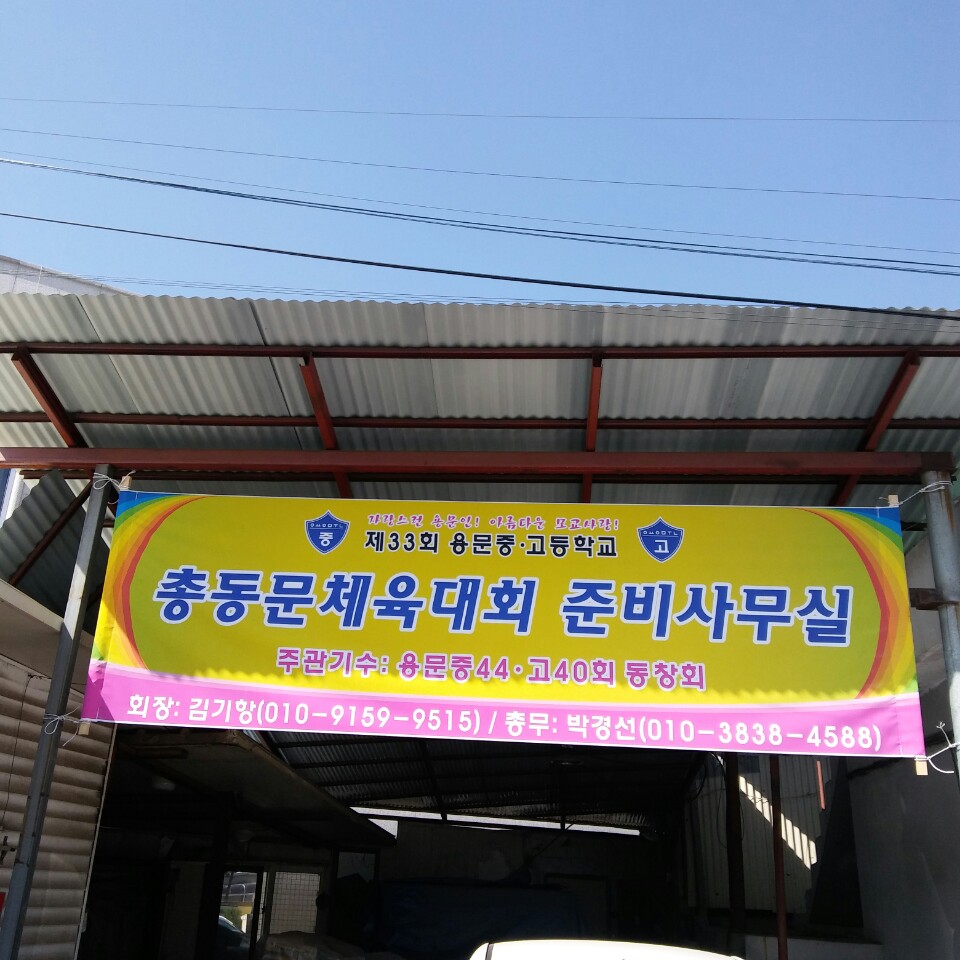 자랑스런 용문인! 아름다운 모교사랑!
중
제33회 용문중·고등학교
고
총동문체육대회 준비사무실
주관기수: 용문중44·고40회 동창회
회장: 김기항(010-9159-9515) / 총무: 박경선(010-3838-4588)